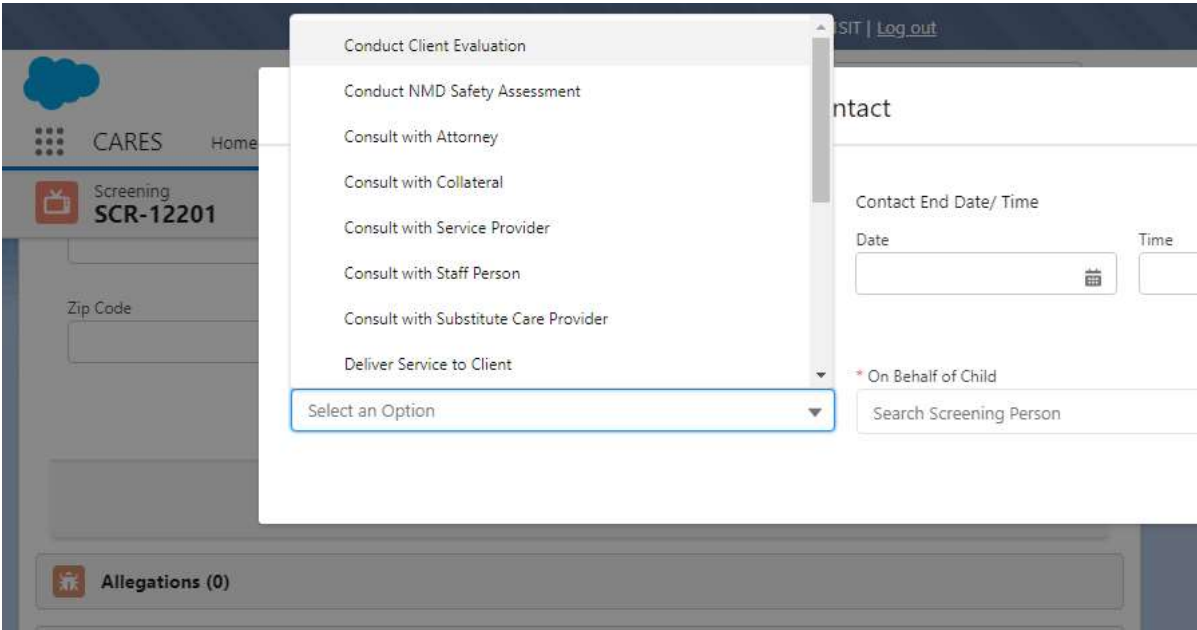 SIT | Log out
Conduct Client Evaluation
Conduct NMD Safety Assessment
Consult with Attorney
Consult with Collateral
Consult with Service Provider
Consult with Staff Person
Consult with Substitute Care Provider
Deliver Service to Client
Select an Option
ntact
CARES Home
Screening
SCR-12201
Contact End Date/ Time
Date Time
Zip Code
* On Behalf of Child
Search Screening Person
Allegations (0)